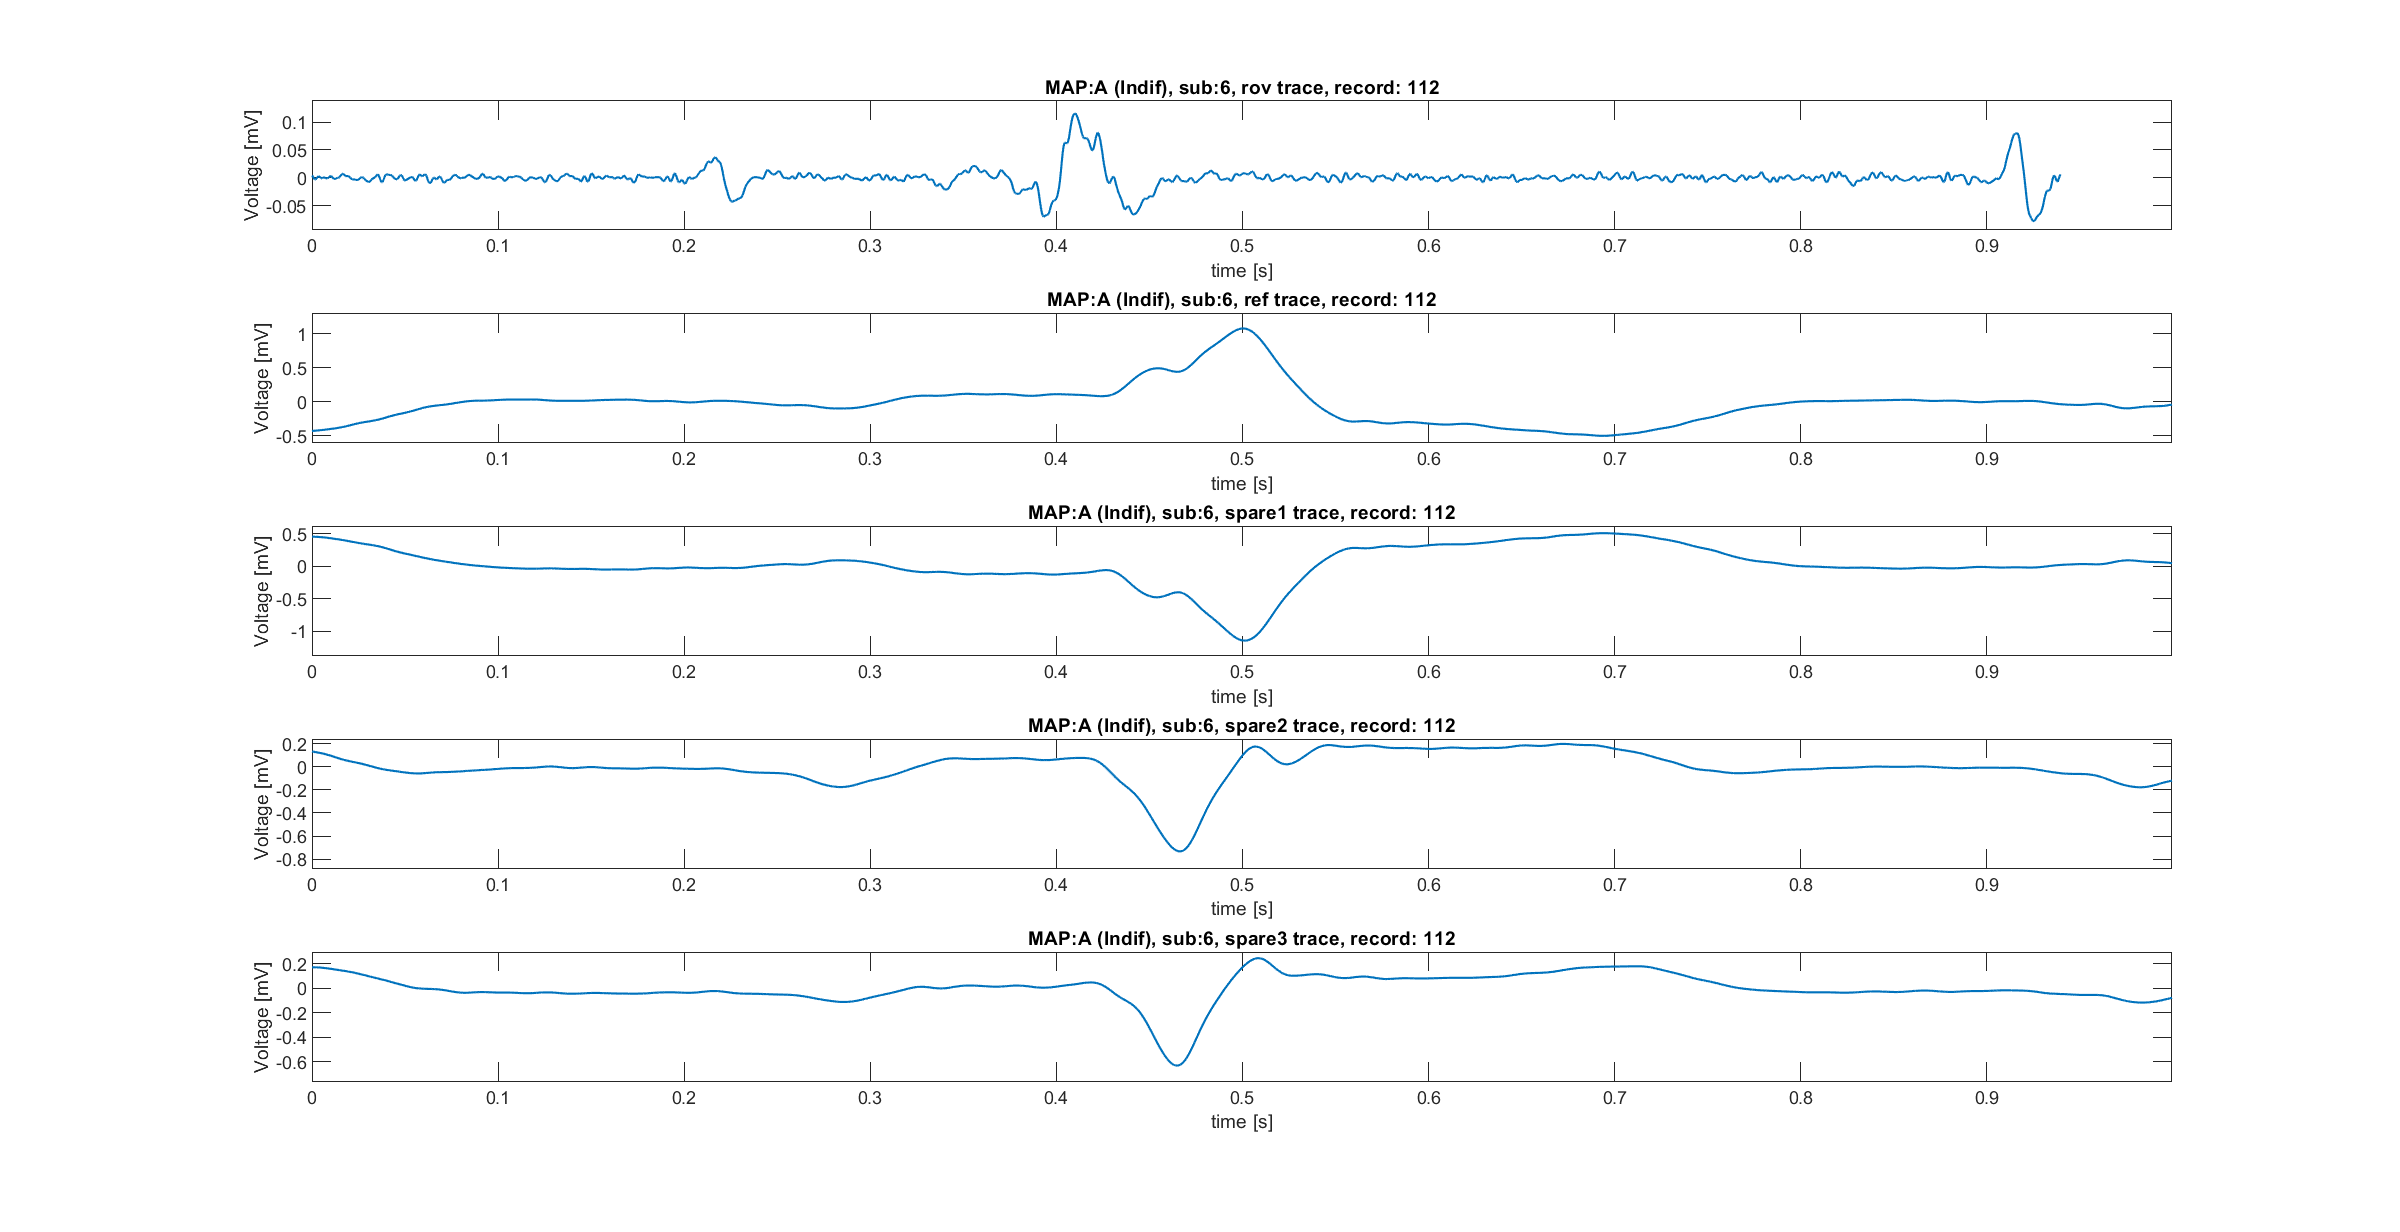 MAP:A (Indif), sub:6, rov trace, record: 112
Voltage [mV]
0.1
0.05
0
-0.05
0 0.1 0.2 0.3 0.4 0.5 0.6 0.7 0.8 0.9
time [s]
MAP:A (Indif), sub:6, ref trace, record: 112
Voltage [mV]
1
0.5
0
-0.5
0 0.1 0.2 0.3 0.4 0.5 0.6 0.7 0.8 0.9
time [s]
MAP:A (Indif), sub:6, spare1 trace, record: 112
Voltage [mV]
0.5
0
-0.5
-1
0 0.1 0.2 0.3 0.4 0.5 0.6 0.7 0.8 0.9
time [s]
MAP:A (Indif), sub:6, spare2 trace, record: 112
Voltage [mV]
0.2
0
-0.2
-0.4
-0.6
-0.8
0 0.1 0.2 0.3 0.4 0.5 0.6 0.7 0.8 0.9
time [s]
MAP:A (Indif), sub:6, spare3 trace, record: 112
Voltage [mV]
0.2
0
-0.2
-0.4
-0.6
0 0.1 0.2 0.3 0.4 0.5 0.6 0.7 0.8 0.9
time [s]